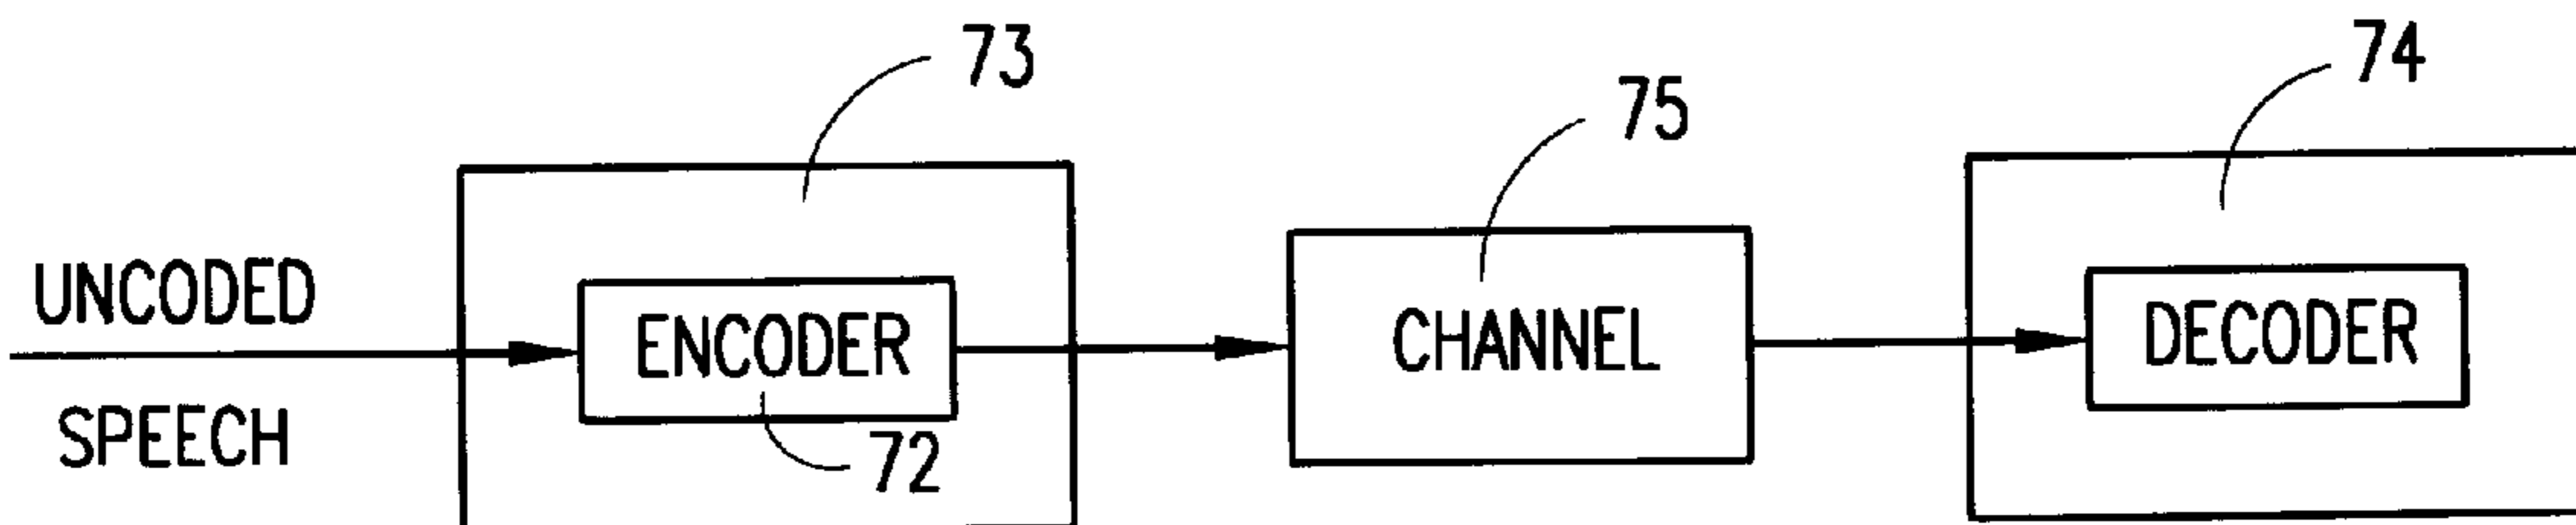 73
75
74
UNCODED
SPEECH
ENCODER
72
CHANNEL
DECODER